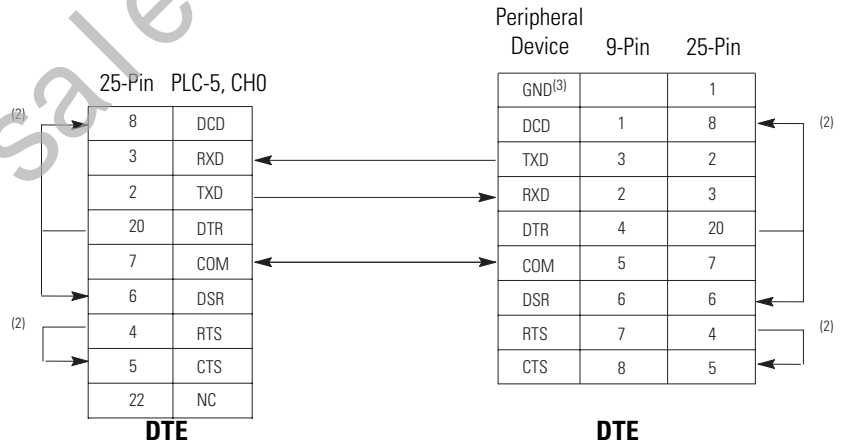 Peripheral
Device 9-Pin 25-Pin
25-Pin PLC-5, CH0
GND(3) 1
(2) 8 DCD DCD 1 8 (2)
3 RXD TXD 3 2
2 TXD RXD 2 3
20 DTR DTR 4 20
7 COM COM 5 7
6 DSR DSR 6 6
(2) 4 RTS RTS 7 4 (2)
5 CTS CTS 8 5
22 NC
DTE DTE
sale